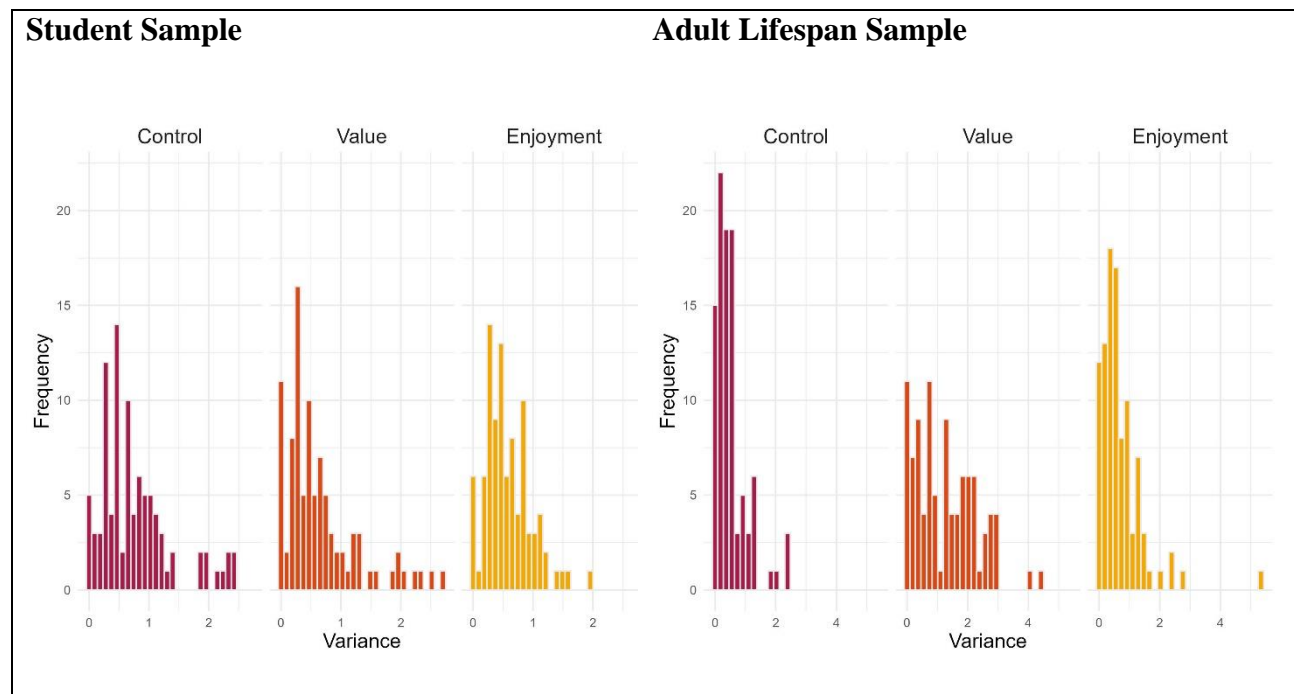 Student Sample
Adult Lifespan Sample
Control Value Enjoyment
Control Value Enjoyment
Frequency
20
15
10
5
0
0 1 2
0 1 2
0 1 2
Variance
Frequency
20
15
10
5
0
0 2 4
0 2 4
0 2 4
Variance